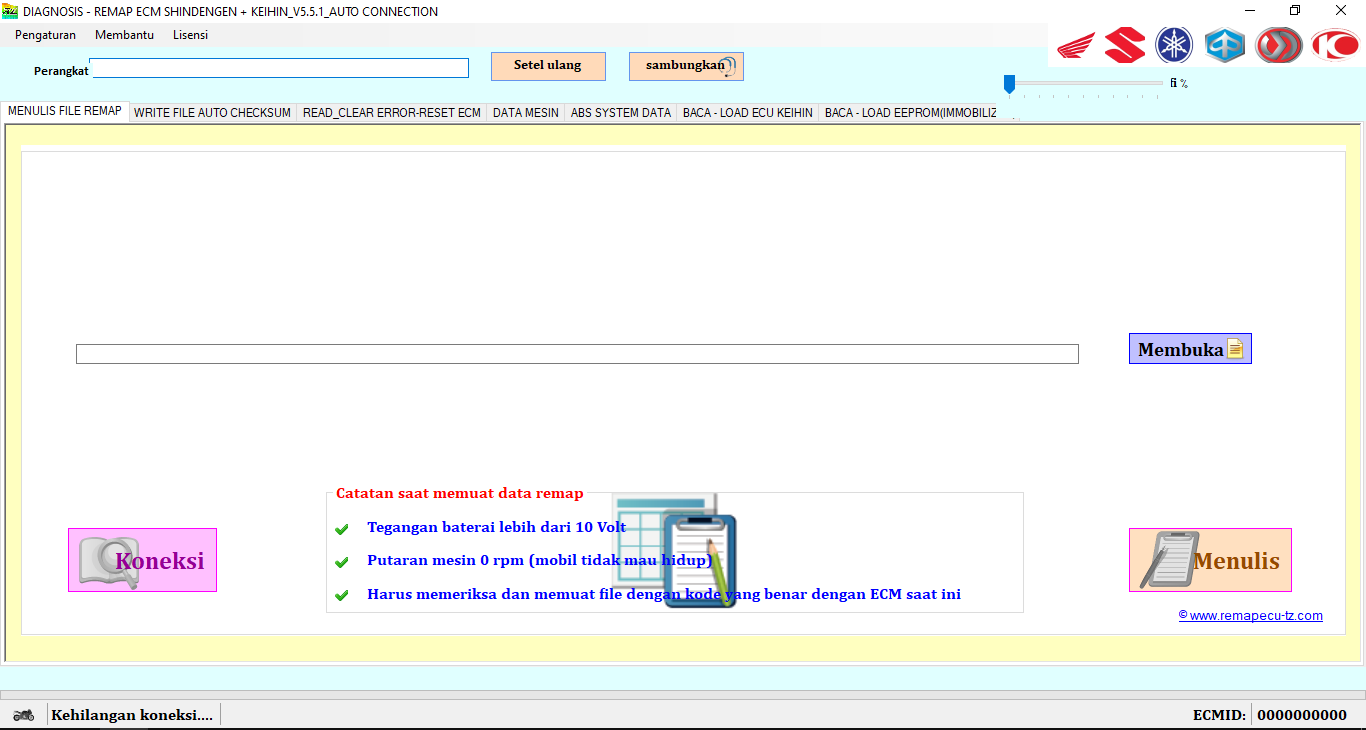 DIAGNOSIS - REMAP ECM SHINDENGEN + KEIHIN_V5.5.1_AUTO CONNECTION
Pengaturan Membantu Lisensi
Perangkat Setel ulang sambungkan
fi %
MENULIS FILE REMAP WRITE FILE AUTO CHECKSUM READ_CLEAR ERROR-RESET ECM DATA MESIN ABS SYSTEM DATA BACA - LOAD ECU KEIHIN BACA - LOAD EEPROM(IMMOBILIZ
Membuka
Catatan saat memuat data remap
Tegangan baterai lebih dari 10 Volt
Putaran mesin 0 rpm (mobil tidak mau hidup)
Harus memeriksa dan memuat file dengan kode yang benar dengan ECM saat ini
Koneksi
Menulis
© www.remapecu-tz.com
Kehilangan koneksi.... ECMID: 0000000000